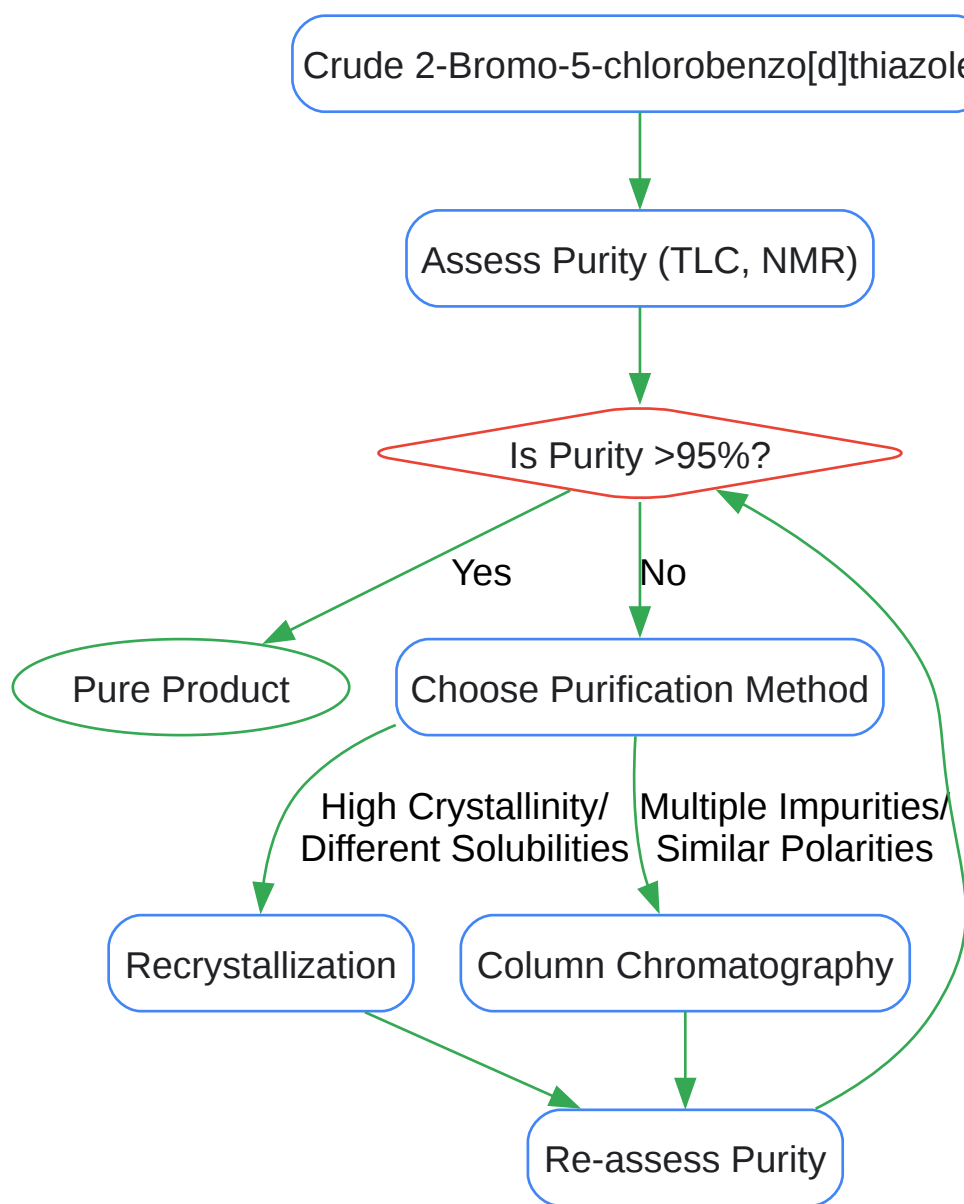 Crude 2-Bromo-5-chlorobenzo[d]thiazole
Assess Purity (TLC, NMR)
Is Purity >95%?
Yes
No
Pure Product
Choose Purification Method
High Crystallinity/
Different Solubilities
Multiple Impurities/
Similar Polarities
Recrystallization
Column Chromatography
Re-assess Purity